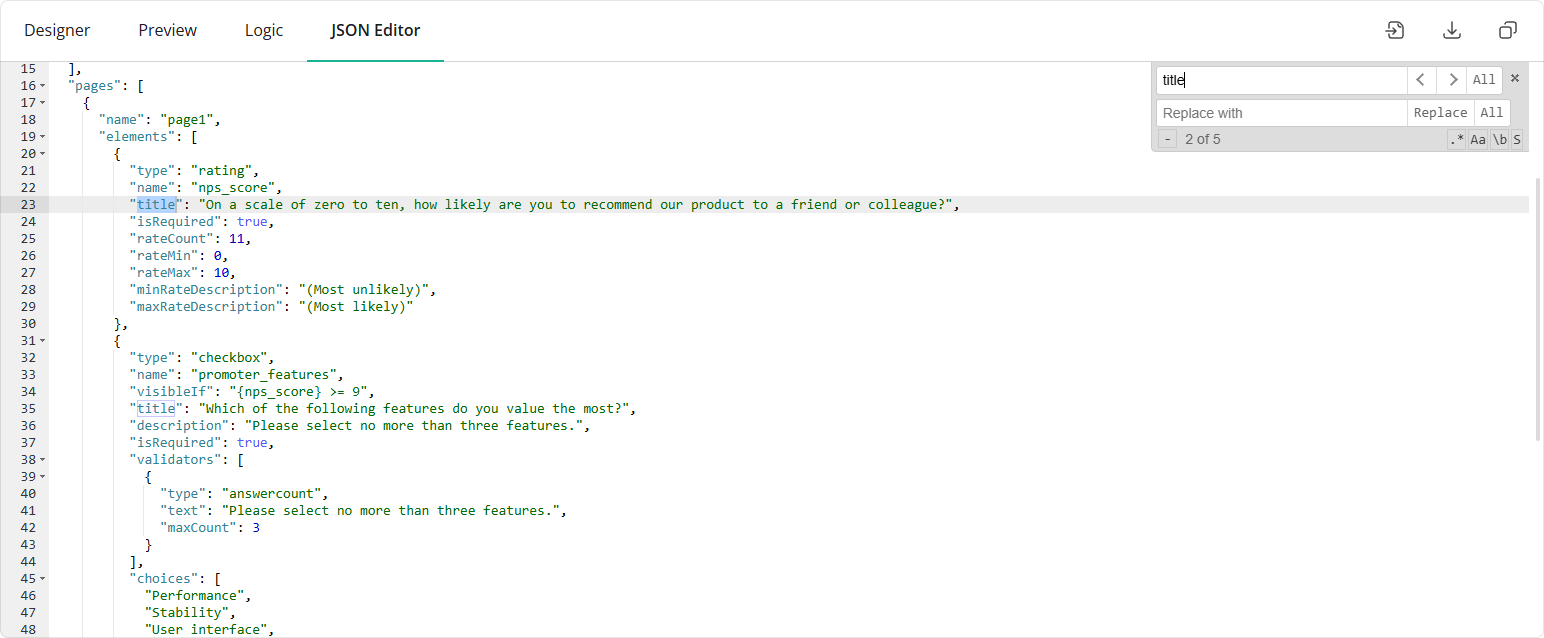 Designer Preview Logic JSON Editor
title All
Replace with Replace All
- 2 of 5 .* Aa \b S
15 ],
16 "pages": [
17 {
18 "name": "page1",
19 "elements": [
20 {
21 "type": "rating",
22 "name": "nps_score",
23 "title": "On a scale of zero to ten, how likely are you to recommend our product to a friend or colleague?",
24 "isRequired": true,
25 "rateCount": 11,
26 "rateMin": 0,
27 "rateMax": 10,
28 "minRateDescription": "(Most unlikely)",
29 "maxRateDescription": "(Most likely)"
30 },
31 {
32 "type": "checkbox",
33 "name": "promoter_features",
34 "visibleIf": "{nps_score} >= 9",
35 "title": "Which of the following features do you value the most?",
36 "description": "Please select no more than three features.",
37 "isRequired": true,
38 "validators": [
39 {
40 "type": "answercount",
41 "text": "Please select no more than three features.",
42 "maxCount": 3
43 }
44 ],
45 "choices": [
46 "Performance",
47 "Stability",
48 "User interface",